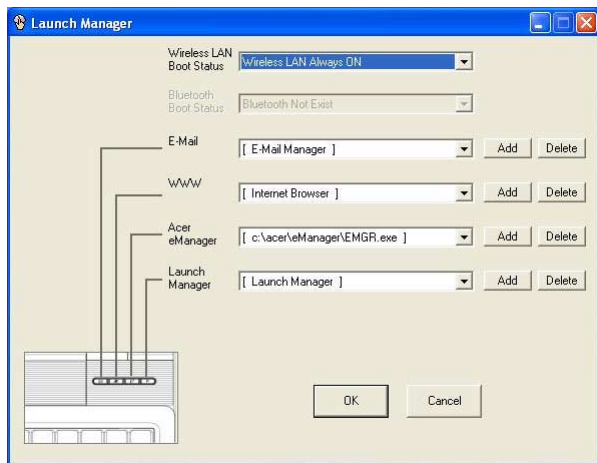 Launch Manager
Wireless LAN
Boot Status
Wireless LAN Always ON
Bluetooth
Boot Status
Bluetooth Not Exist
E-Mail
[ E-Mail Manager ]
Add
Delete
WWW
[ Internet Browser ]
Add
Delete
Acer
eManager
[ c:\acer\eManager\EMGR.exe ]
Add
Delete
Launch
Manager
[ Launch Manager ]
Add
Delete
OK
Cancel